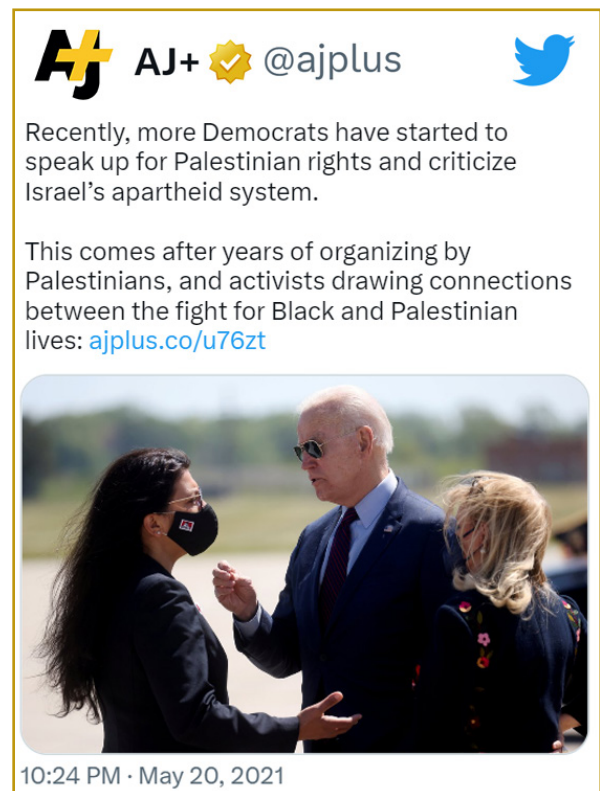 AJ+ @ajplus
Recently, more Democrats have started to
speak up for Palestinian rights and criticize
Israel’s apartheid system.
This comes after years of organizing by
Palestinians, and activists drawing connections
between the fight for Black and Palestinian
lives: ajplus.co/u76zt
10:24 PM · May 20, 2021